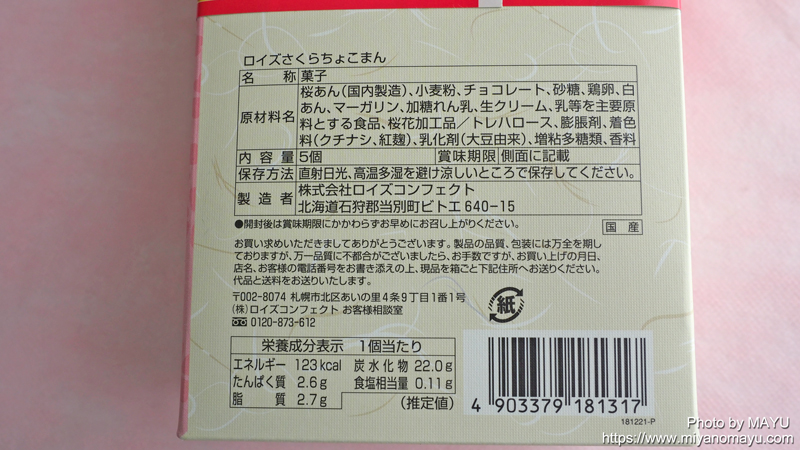 ロイズさくらちょこまん
名称 菓子
原材料名 桜あん(国内製造)、小麦粉、チョコレート、砂糖、鶏卵、白
あん、マーガリン、加糖れん乳、生クリーム、乳等を主要原
料とする食品、桜花加工品／トレハロース、膨脹剤、着色
料(クチナシ、紅麹)、乳化剤(大豆由来)、増粘多糖類、香料
内容量 5個 賞味期限 側面に記載
保存方法 直射日光、高温多湿を避け涼しいところで保存してください。
製造者 株式会社ロイズコンフェクト
北海道石狩郡当別町ビトエ640-15
●開封後は賞味期限にかかわらずお早めにお召し上がりください。
国産
お買い求めいただきましてありがとうございます。製品の品質、包装には万全を期し
ておりますが、万一品質に不都合がございましたら、お手数ですが、お買い上げの月日、
店名、お客様の電話番号をお書き添えの上、現品を箱ごと下記住所へお送りください。
代品と送料をお送りいたします。
〒002-8074 札幌市北区あいの里4条9丁目1番1号
(株)ロイズコンフェクト お客様相談室
0120-873-612
紙
栄養成分表示 1個当たり
エネルギー 123kcal 炭水化物 22.0g
たんぱく質 2.6g 食塩相当量 0.11g
脂質 2.7g (推定値)
4 903379 181317
181221-P
Photo by MAYU
https://www.miyanomayu.com/